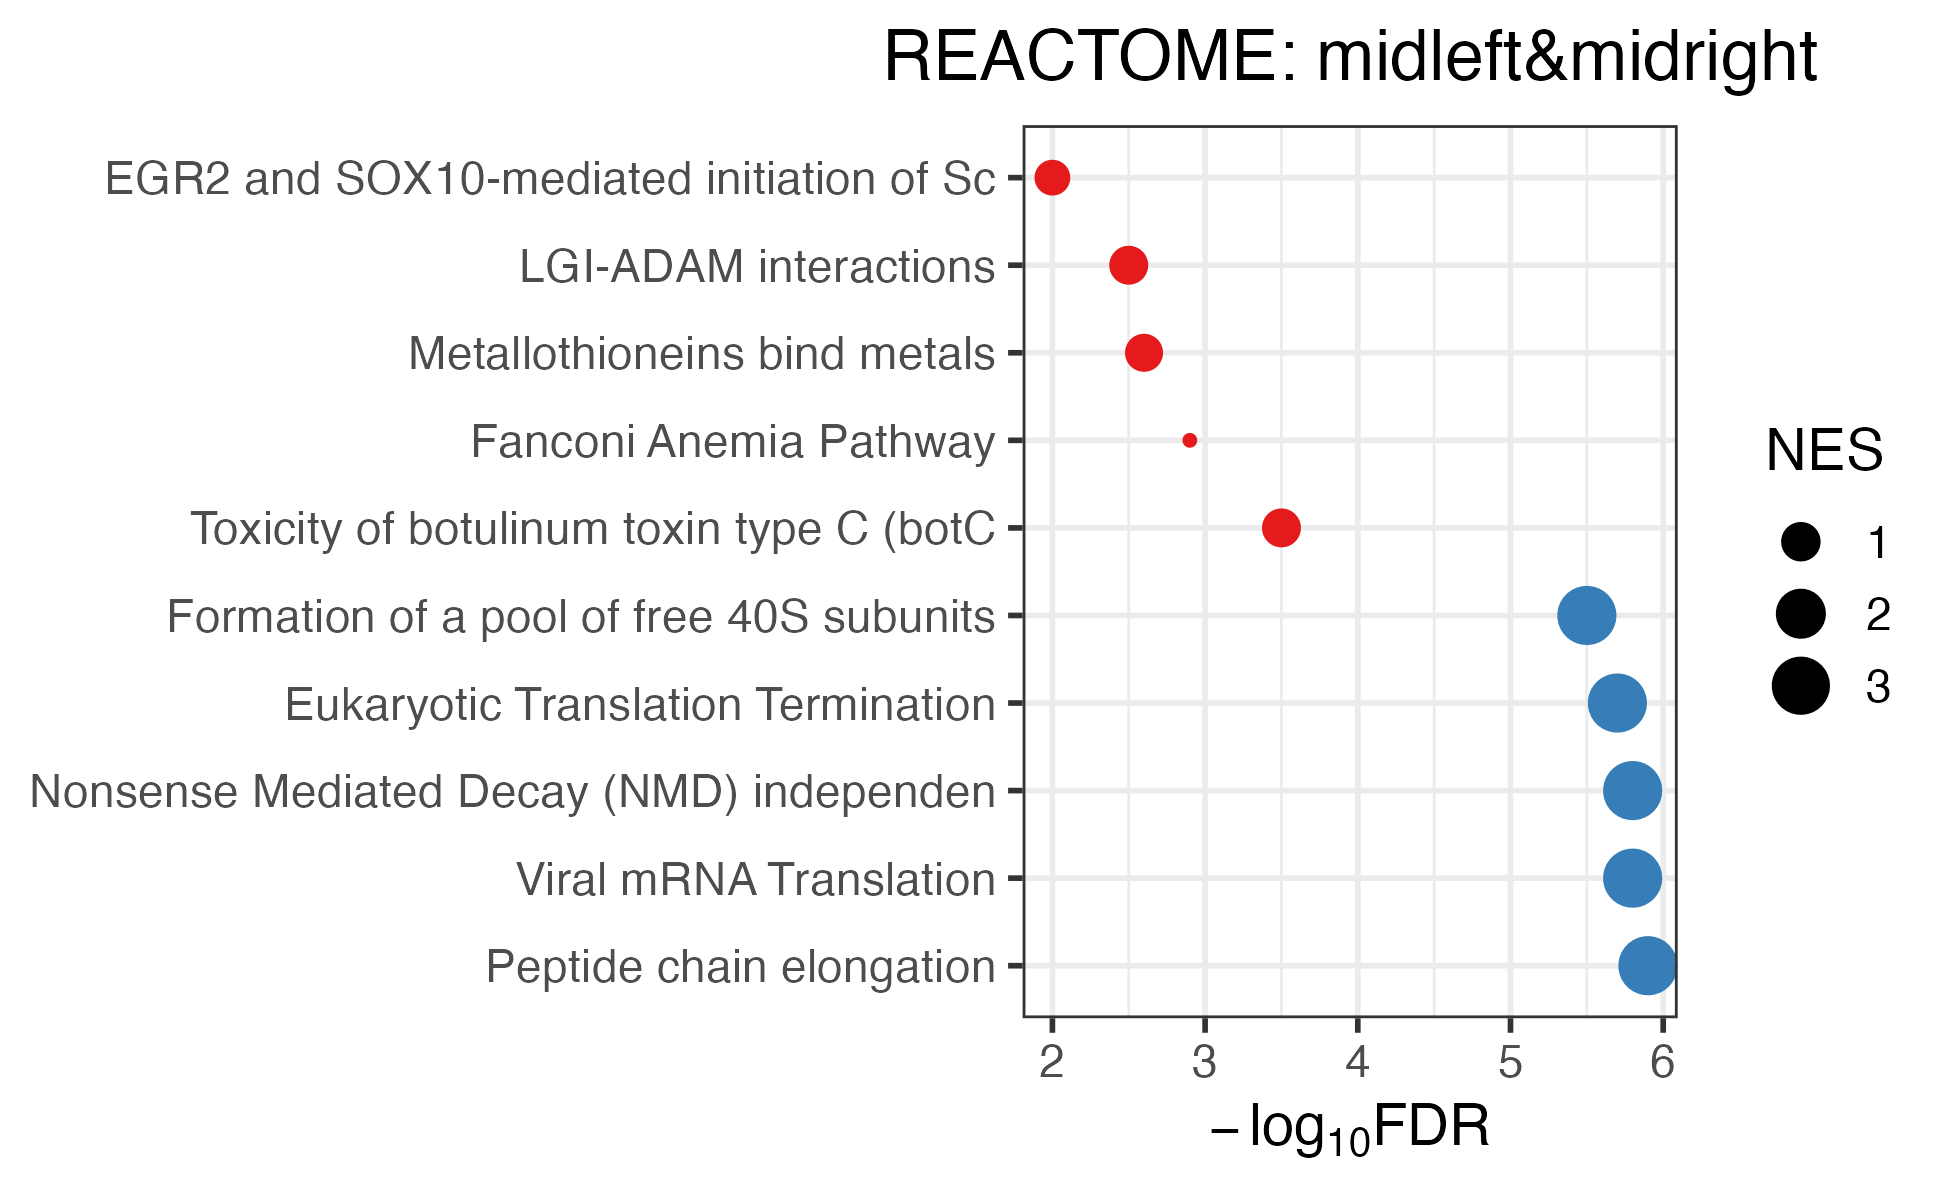 REACTOME: midleft&midright
EGR2 and SOX10-mediated initiation of Sc
LGI-ADAM interactions
Metallothioneins bind metals
Fanconi Anemia Pathway
Toxicity of botulinum toxin type C (botC
Formation of a pool of free 40S subunits
Eukaryotic Translation Termination
Nonsense Mediated Decay (NMD) independen
Viral mRNA Translation
Peptide chain elongation
2 3 4 5 6
−log₁₀FDR
NES
1
2
3